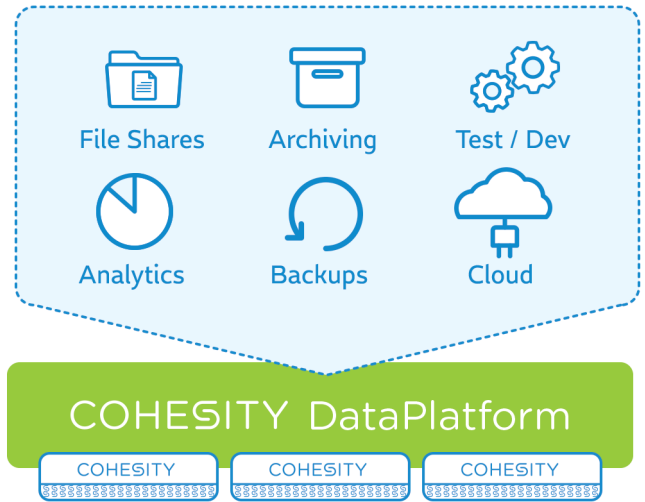 File Shares
Archiving
Test / Dev
Analytics
Backups
Cloud
COHESITY DataPlatform
COHESITY
COHESITY
COHESITY